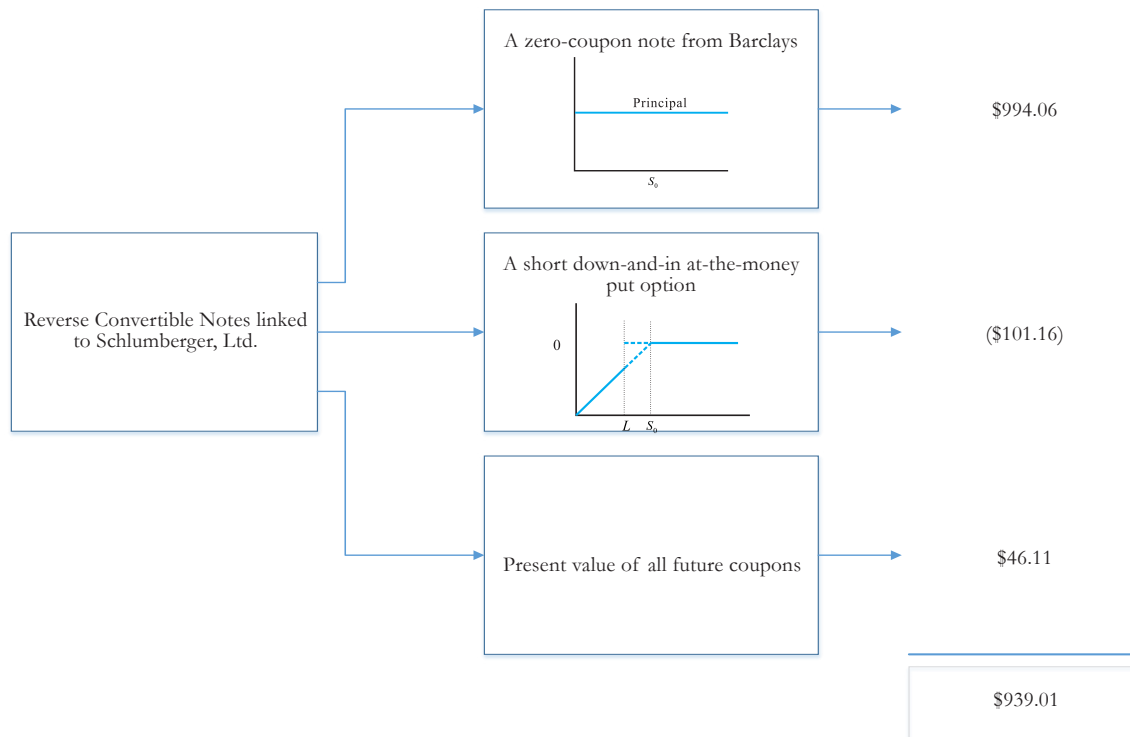 A zero-coupon note from Barclays
Principal
S₀
$994.06
Reverse Convertible Notes linked
to Schlumberger, Ltd.
A short down-and-in at-the-money
put option
0
L S₀
($101.16)
Present value of all future coupons
$46.11
$939.01